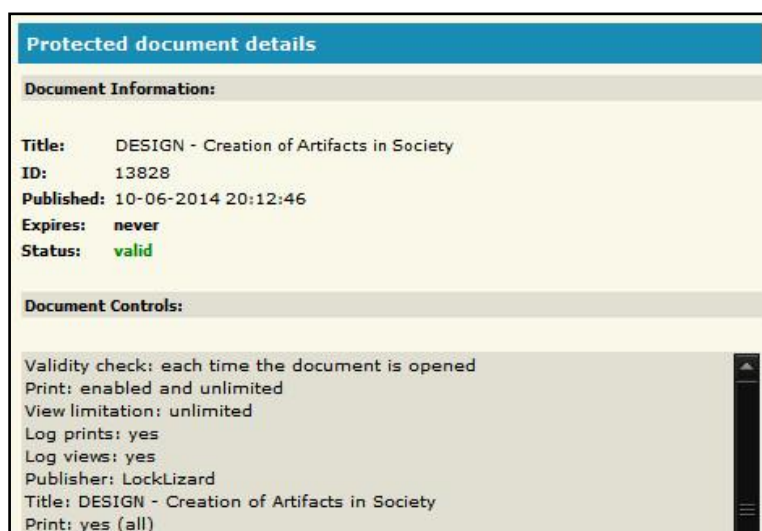 Protected document details
Document Information:
Title: DESIGN - Creation of Artifacts in Society
ID: 13828
Published: 10-06-2014 20:12:46
Expires: never
Status: valid
Document Controls:
Validity check: each time the document is opened
Print: enabled and unlimited
View limitation: unlimited
Log prints: yes
Log views: yes
Publisher: LockLizard
Title: DESIGN - Creation of Artifacts in Society
Print: yes (all)